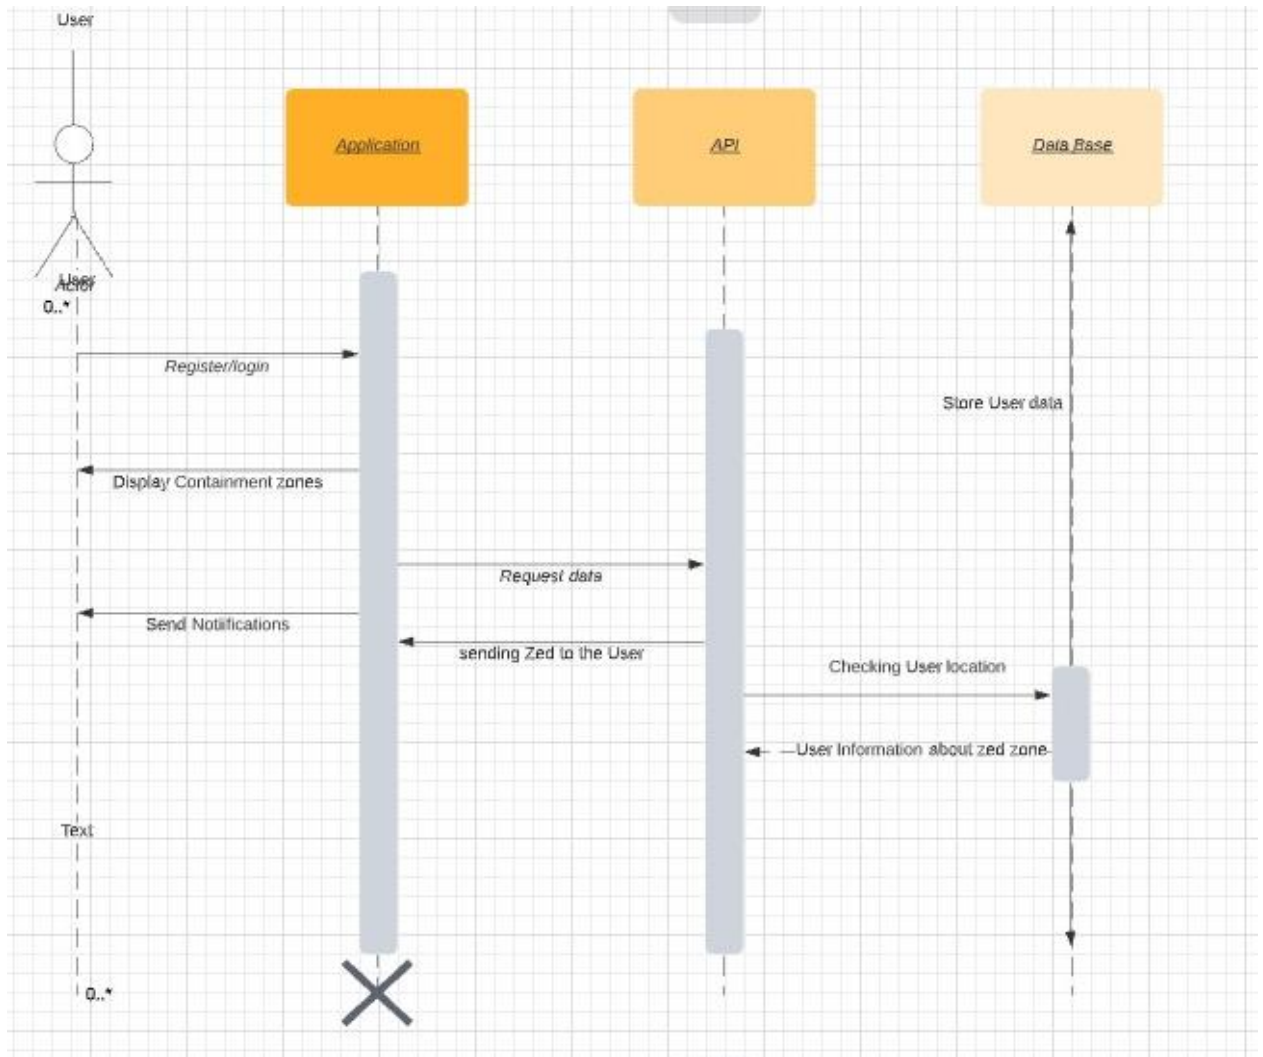 User
Application
API
Data Base
User
Actor
0..*
Register/login
Store User data
Display Containment zones
Request data
Send Notiifications
sending Zed to the User
Checking User location
User Information about zed zone
Text
0..*